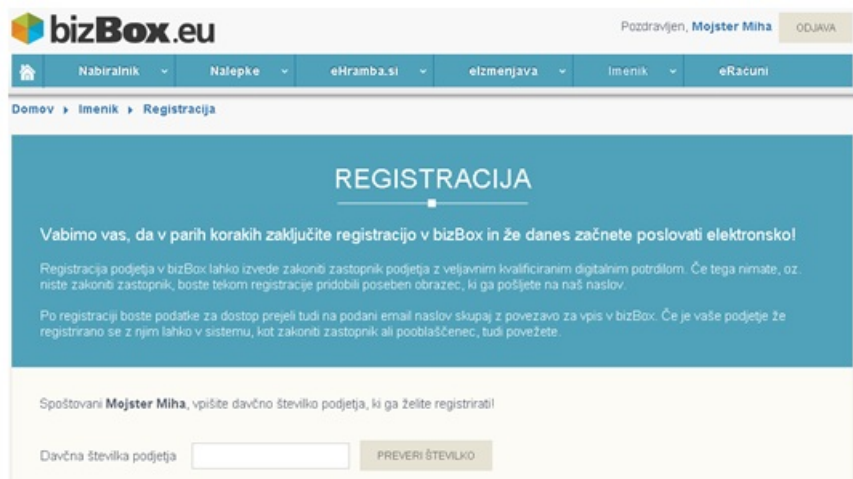 bizBox.eu
Pozdravljen, Mojster Miha
ODJAVA
Nabiralnik Nalepke eHramba.si eIzmenjava Imenik eRačuni
Domov Imenik Registracija
REGISTRACIJA
Vabimo vas, da v parih korakih zaključite registracijo v bizBox in že danes začnete poslovati elektronsko!
Registracija podjetja v bizBox lahko izvede zakoniti zastopnik podjetja z veljavnim kvalificiranim digitalnim potrdilom. Če tega nimate, oz.
niste zakoniti zastopnik, boste tekom registracije pridobili poseben obrazec, ki ga pošljete na naš naslov.
Po registraciji boste podatke za dostop prejeli tudi na podani email naslov skupaj z povezavo za vpis v bizBox. Če je vaše podjetje že
registrirano se z njim lahko v sistemu, kot zakoniti zastopnik ali pooblaščenec, tudi povežete.
Spoštovani Mojster Miha, vpišite davčno številko podjetja, ki ga želite registrirati!
Davčna številka podjetja
PREVERI ŠTEVILKO